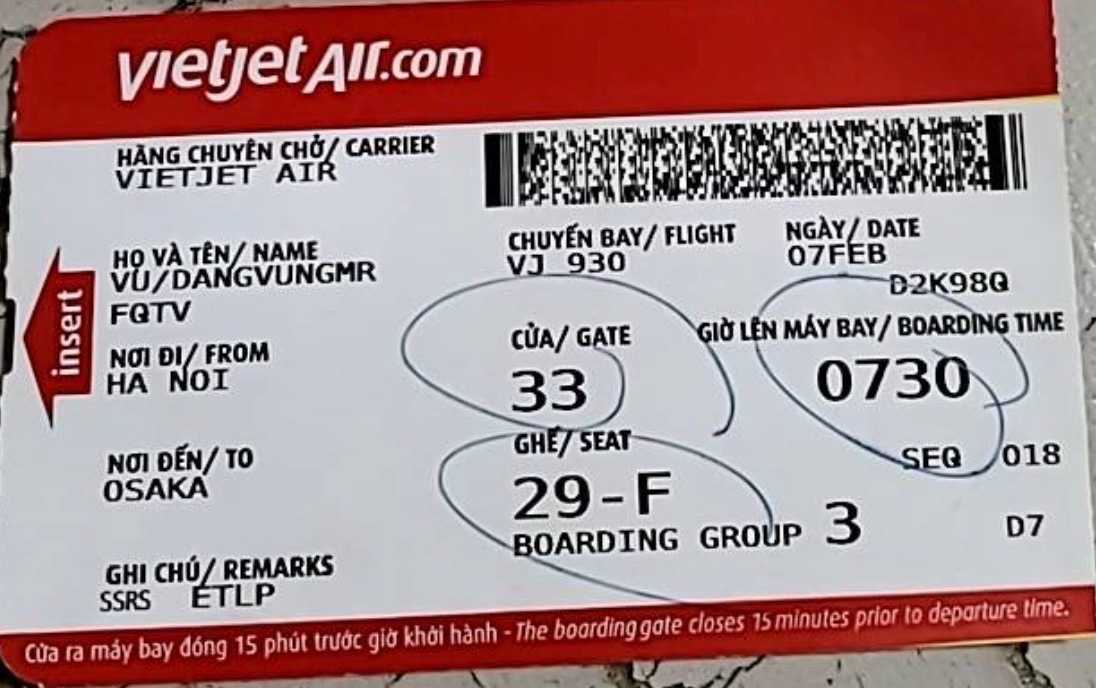 vietjetAir.com
HÃNG CHUYÊN CHỞ/ CARRIER
VIETJET AIR
HỌ VÀ TÊN/ NAME
VU/DANGVUNGMR
FQTV
CHUYẾN BAY/ FLIGHT
VJ 930
NGÀY/ DATE
07FEB
D2K98Q
insert
NƠI ĐI/ FROM
HA NOI
CỬA/ GATE
33
GIỜ LÊN MÁY BAY/ BOARDING TIME
0730
NƠI ĐẾN/ TO
OSAKA
GHẾ/ SEAT
29-F
SEQ 018
BOARDING GROUP 3
D7
GHI CHÚ/ REMARKS
SSRS ETLP
Cửa ra máy bay đóng 15 phút trước giờ khởi hành - The boarding gate closes 15 minutes prior to departure time.